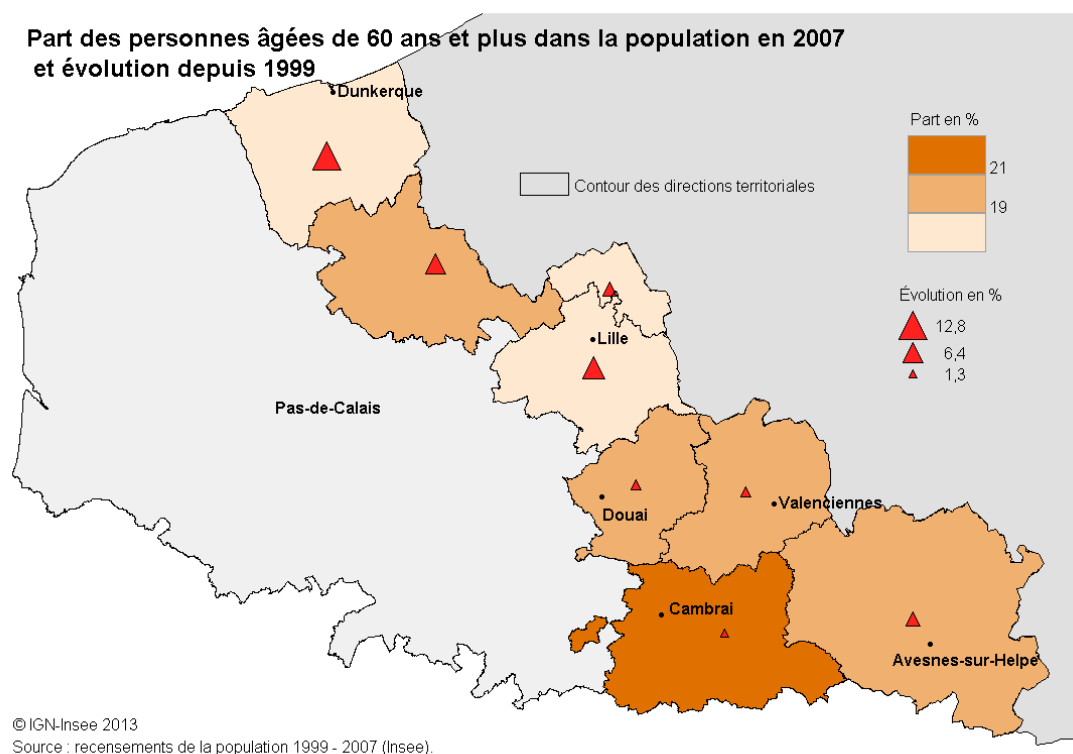 Part des personnes âgées de 60 ans et plus dans la population en 2007
et évolution depuis 1999
Dunkerque
Part en %
21
Contour des directions territoriales
19
Évolution en %
12,8
6,4
1,3
Lille
Pas-de-Calais
Valenciennes
Douai
Cambrai
Avesnes-sur-Helpe
© IGN-Insee 2013
Source : recensements de la population 1999 - 2007 (Insee).